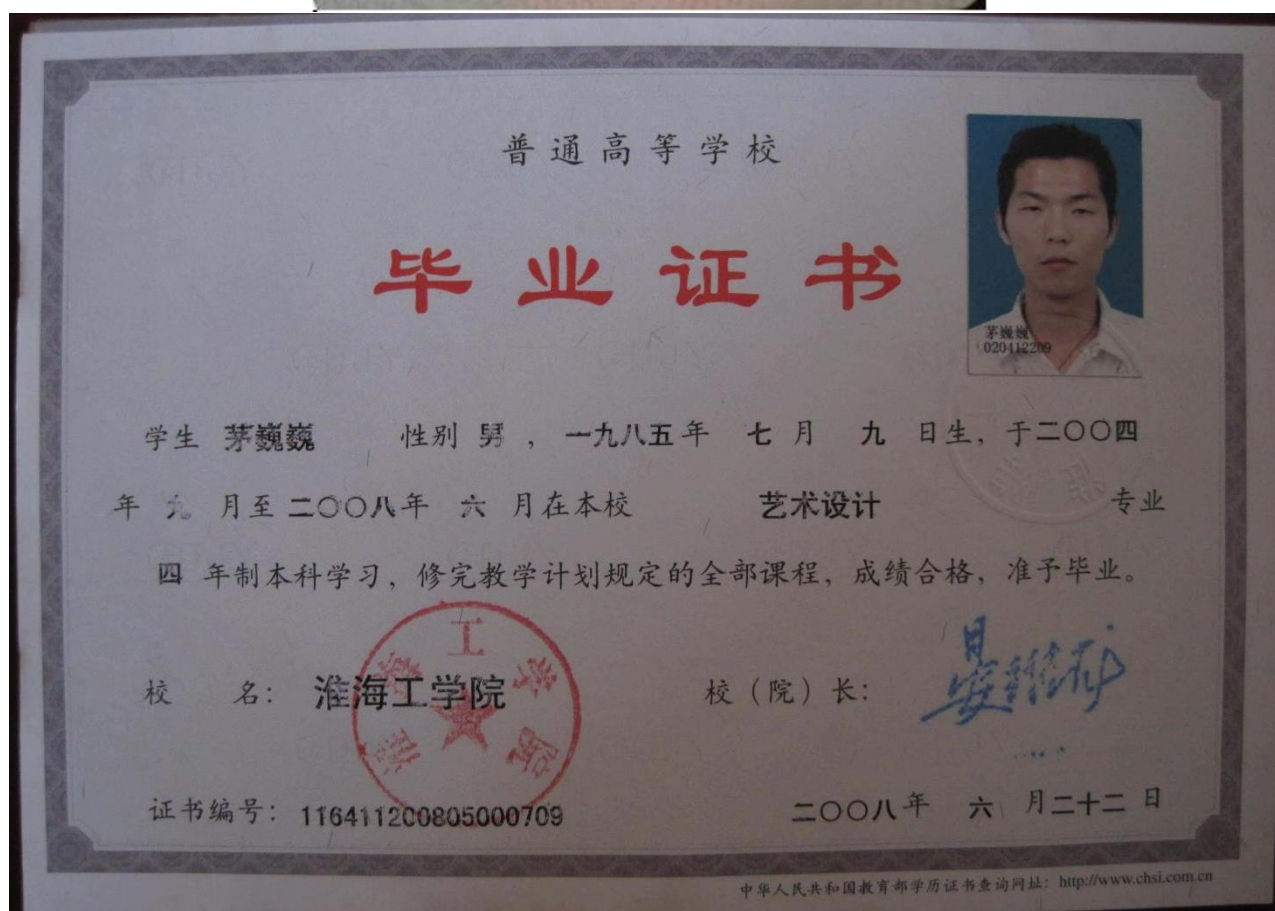 普通高等学校
毕业证书
茅巍巍
020412209
学生 茅巍巍 性别 男 ， 一九八五年 七 月 九 日生，于二〇〇四
年 九 月至 二〇〇八年 六 月在本校 艺术设计 专业
四 年制本科学习，修完教学计划规定的全部课程，成绩合格，准予毕业。
淮海工学院
校 名： 淮海工学院 校（院）长：
证书编号： 116411200805000709 二〇〇八年 六 月二十二 日
中华人民共和国教育部学历证书查询网址： http://www.chsi.com.cn